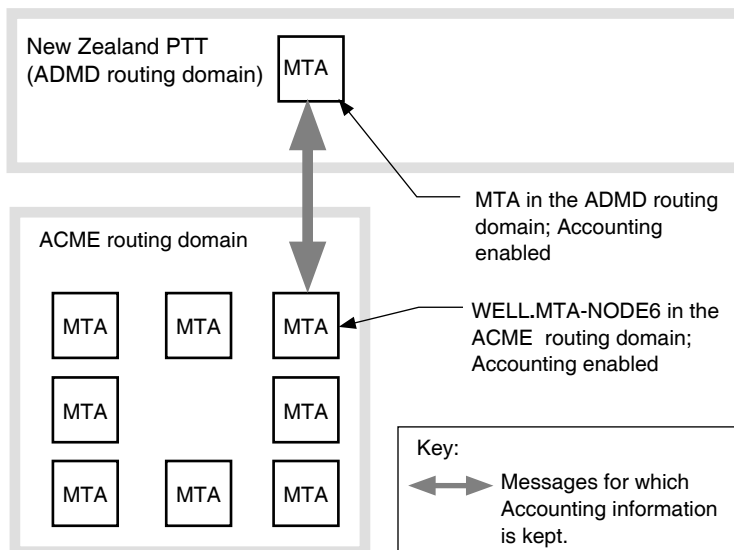 New Zealand PTT
(ADMD routing domain)
MTA
MTA in the ADMD routing
domain; Accounting
enabled
ACME routing domain
MTA MTA MTA
WELL.MTA-NODE6 in the
ACME routing domain;
Accounting enabled
MTA MTA
MTA MTA MTA
Key:
Messages for which
Accounting information
is kept.